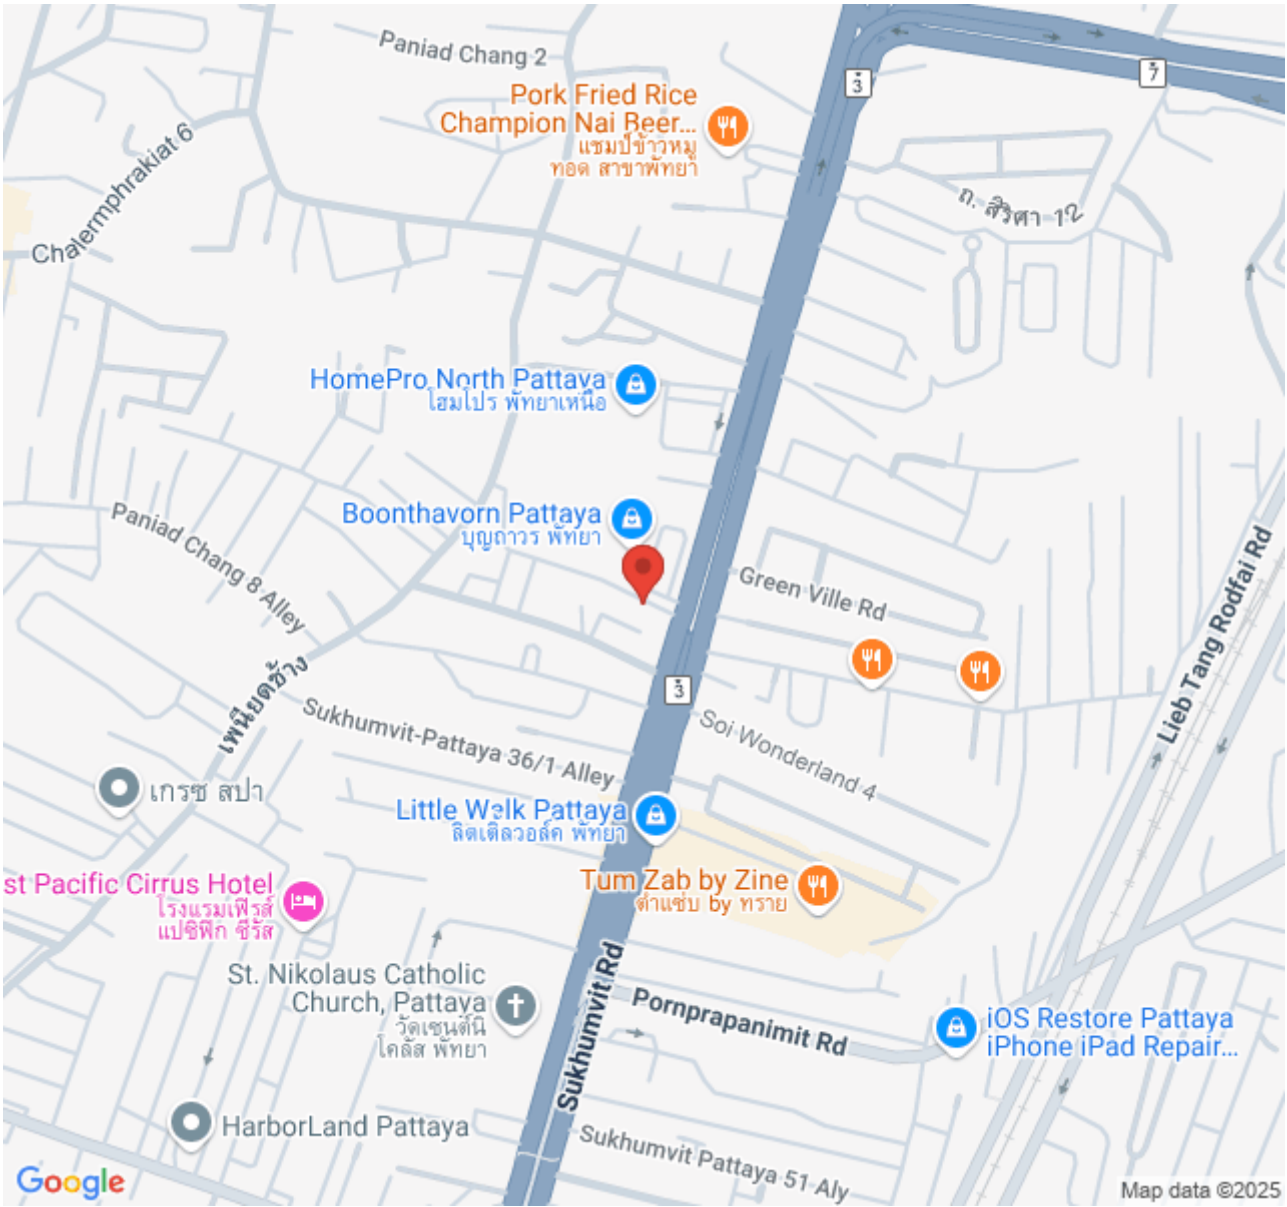 Paniad Chang 2
3
7
Pork Fried Rice
Champion Nai Beer...
แชมป์ข้าวหมู
ทอด สาขาพัทยา
Chalermphrakiat 6
ถ. สิริศา 12
HomePro North Pattaya
โฮมโปร พัทยาเหนือ
Boonthavorn Pattaya
บุญถาวร พัทยา
Paniad Chang 8 Alley
Green Ville Rd
Lieb Tang Rodfai Rd
เพนียดช้าง
3
Sukhumvit-Pattaya 36/1 Alley
Soi Wonderland 4
เกรซ สปา
Little Walk Pattaya
ลิตเติลวอล์ค พัทยา
Tum Zab by Zine
ตำแซ่บ by ทราย
st Pacific Cirrus Hotel
โรงแรมเฟิรส์
แปซิฟิก ซีรัส
St. Nikolaus Catholic
Church, Pattaya
วัดเซนต์นิ
โคลัส พัทยา
Sukhumvit Rd
Pornprapanimit Rd
iOS Restore Pattaya
iPhone iPad Repair...
HarborLand Pattaya
Sukhumvit Pattaya 51 Aly
Google
Map data ©2025